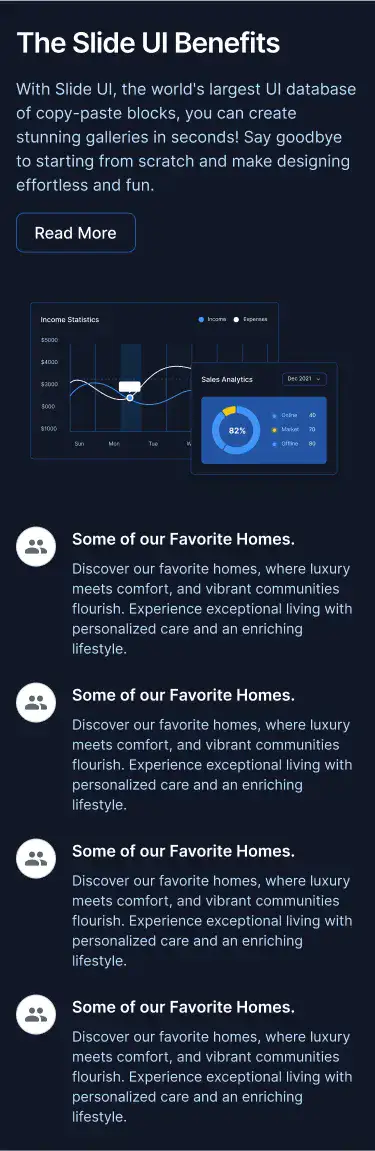 The Slide UI Benefits
With Slide UI, the world's largest UI database
of copy-paste blocks, you can create
stunning galleries in seconds! Say goodbye
to starting from scratch and make designing
effortless and fun.
Read More
Income Statistics
Income
Expenses
$5000
$4000
$3000
$1000
Sun
Mon
Tue
Sales Analytics
Dec 2021
82%
Online 40
Market 70
Offline 60
Some of our Favorite Homes.
Discover our favorite homes, where luxury
meets comfort, and vibrant communities
flourish. Experience exceptional living with
personalized care and an enriching
lifestyle.
Some of our Favorite Homes.
Discover our favorite homes, where luxury
meets comfort, and vibrant communities
flourish. Experience exceptional living with
personalized care and an enriching
lifestyle.
Some of our Favorite Homes.
Discover our favorite homes, where luxury
meets comfort, and vibrant communities
flourish. Experience exceptional living with
personalized care and an enriching
lifestyle.
Some of our Favorite Homes.
Discover our favorite homes, where luxury
meets comfort, and vibrant communities
flourish. Experience exceptional living with
personalized care and an enriching
lifestyle.